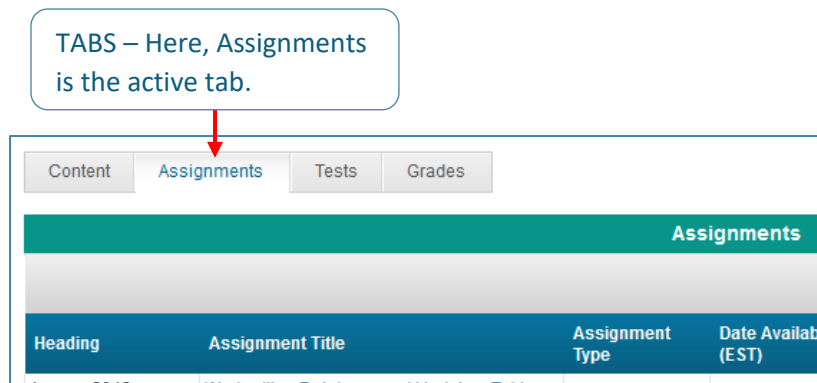 TABS – Here, Assignments
is the active tab.
Content Assignments Tests Grades
Assignments
Heading Assignment Title Assignment Type Date Availab (EST)